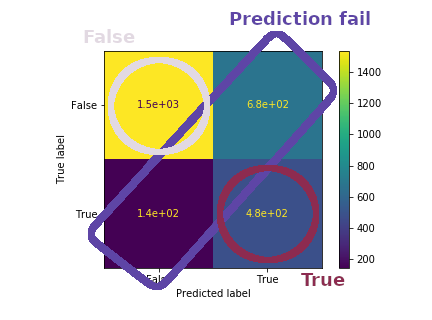 Prediction fail
False
1.5e+03
6.8e+02
1.4e+02
4.8e+02
True label
False
True
False
True
Predicted label
True
1400
1200
1000
800
600
400
200